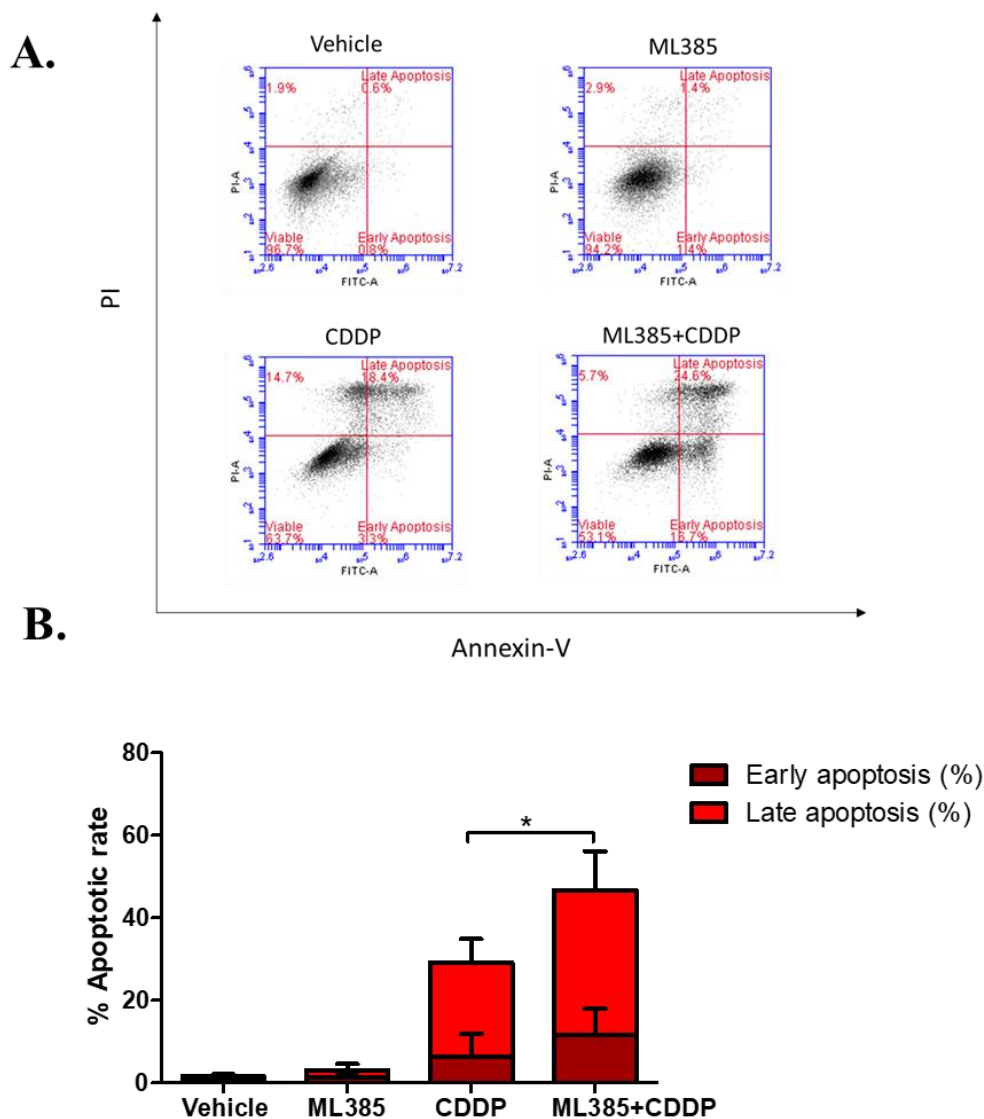 A.
Vehicle
ML385
1.9%
Late Apoptosis
0.6%
2.9%
Late Apoptosis
1.4%
PI-A
PI-A
Viable
96.7%
Early Apoptosis
0.8%
Viable
94.2%
Early Apoptosis
1.4%
FITC-A
FITC-A
PI
CDDP
ML385+CDDP
14.7%
Late Apoptosis
18.4%
5.7%
Late Apoptosis
24.6%
PI-A
PI-A
Viable
63.7%
Early Apoptosis
3.3%
Viable
53.1%
Early Apoptosis
16.7%
FITC-A
FITC-A
B.
Annexin-V
% Apoptotic rate
80
60
40
20
0
*
Early apoptosis (%)
Late apoptosis (%)
Vehicle ML385 CDDP ML385+CDDP